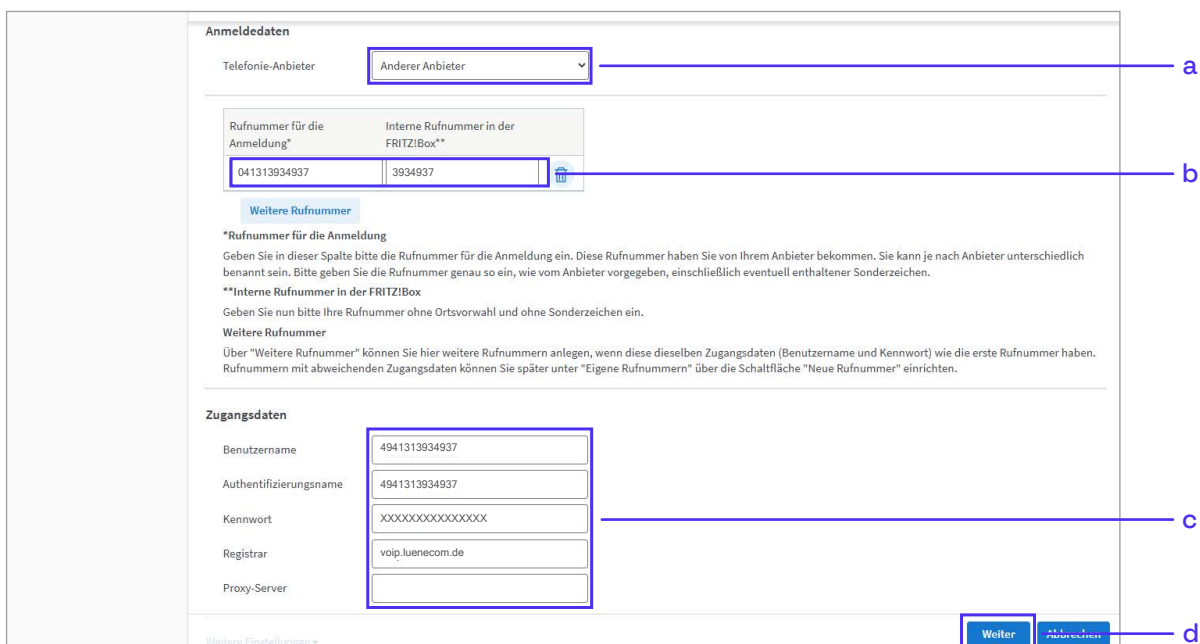 Anmeldedaten
Telefonie-Anbieter Anderer Anbieter a
Rufnummer für die Interne Rufnummer in der
Anmeldung* FRITZ!Box**
041313934937 3934937 b
Weitere Rufnummer
*Rufnummer für die Anmeldung
Geben Sie in dieser Spalte bitte die Rufnummer für die Anmeldung ein. Diese Rufnummer haben Sie von Ihrem Anbieter bekommen. Sie kann je nach Anbieter unterschiedlich
benannt sein. Bitte geben Sie die Rufnummer genau so ein, wie vom Anbieter vorgegeben, einschließlich eventuell enthaltener Sonderzeichen.
**Interne Rufnummer in der FRITZ!Box
Geben Sie nun bitte Ihre Rufnummer ohne Ortsvorwahl und ohne Sonderzeichen ein.
Weitere Rufnummer
Über "Weitere Rufnummer" können Sie hier weitere Rufnummern anlegen, wenn diese dieselben Zugangsdaten (Benutzername und Kennwort) wie die erste Rufnummer haben.
Rufnummern mit abweichenden Zugangsdaten können Sie später unter "Eigene Rufnummern" über die Schaltfläche "Neue Rufnummer" einrichten.
Zugangsdaten
Benutzername 4941313934937
Authentifizierungsname 4941313934937
Kennwort XXXXXXXXXXXXXXX c
Registrar voip.luenecom.de
Proxy-Server
Weitere Einstellungen Weiter Abbrechen d